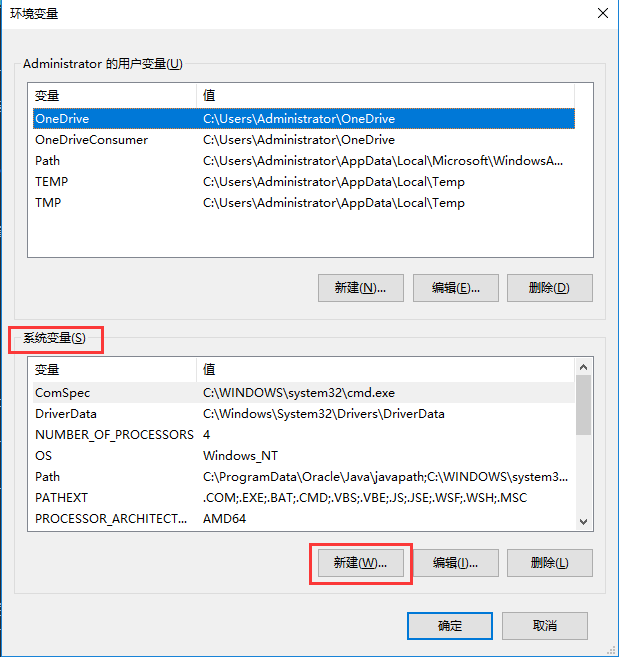 环境变量
Administrator 的用户变量(U)
变量 值
OneDrive C:\Users\Administrator\OneDrive
OneDriveConsumer C:\Users\Administrator\OneDrive
Path C:\Users\Administrator\AppData\Local\Microsoft\WindowsA...
TEMP C:\Users\Administrator\AppData\Local\Temp
TMP C:\Users\Administrator\AppData\Local\Temp
新建(N)... 编辑(E)... 删除(D)
系统变量(S)
变量 值
ComSpec C:\WINDOWS\system32\cmd.exe
DriverData C:\Windows\System32\Drivers\DriverData
NUMBER_OF_PROCESSORS 4
OS Windows_NT
Path C:\ProgramData\Oracle\Java\javapath;C:\WINDOWS\system3...
PATHEXT .COM;.EXE;.BAT;.CMD;.VBS;.VBE;.JS;.JSE;.WSF;.WSH;.MSC
PROCESSOR_ARCHITECT... AMD64
新建(W)... 编辑(I)... 删除(L)
确定 取消